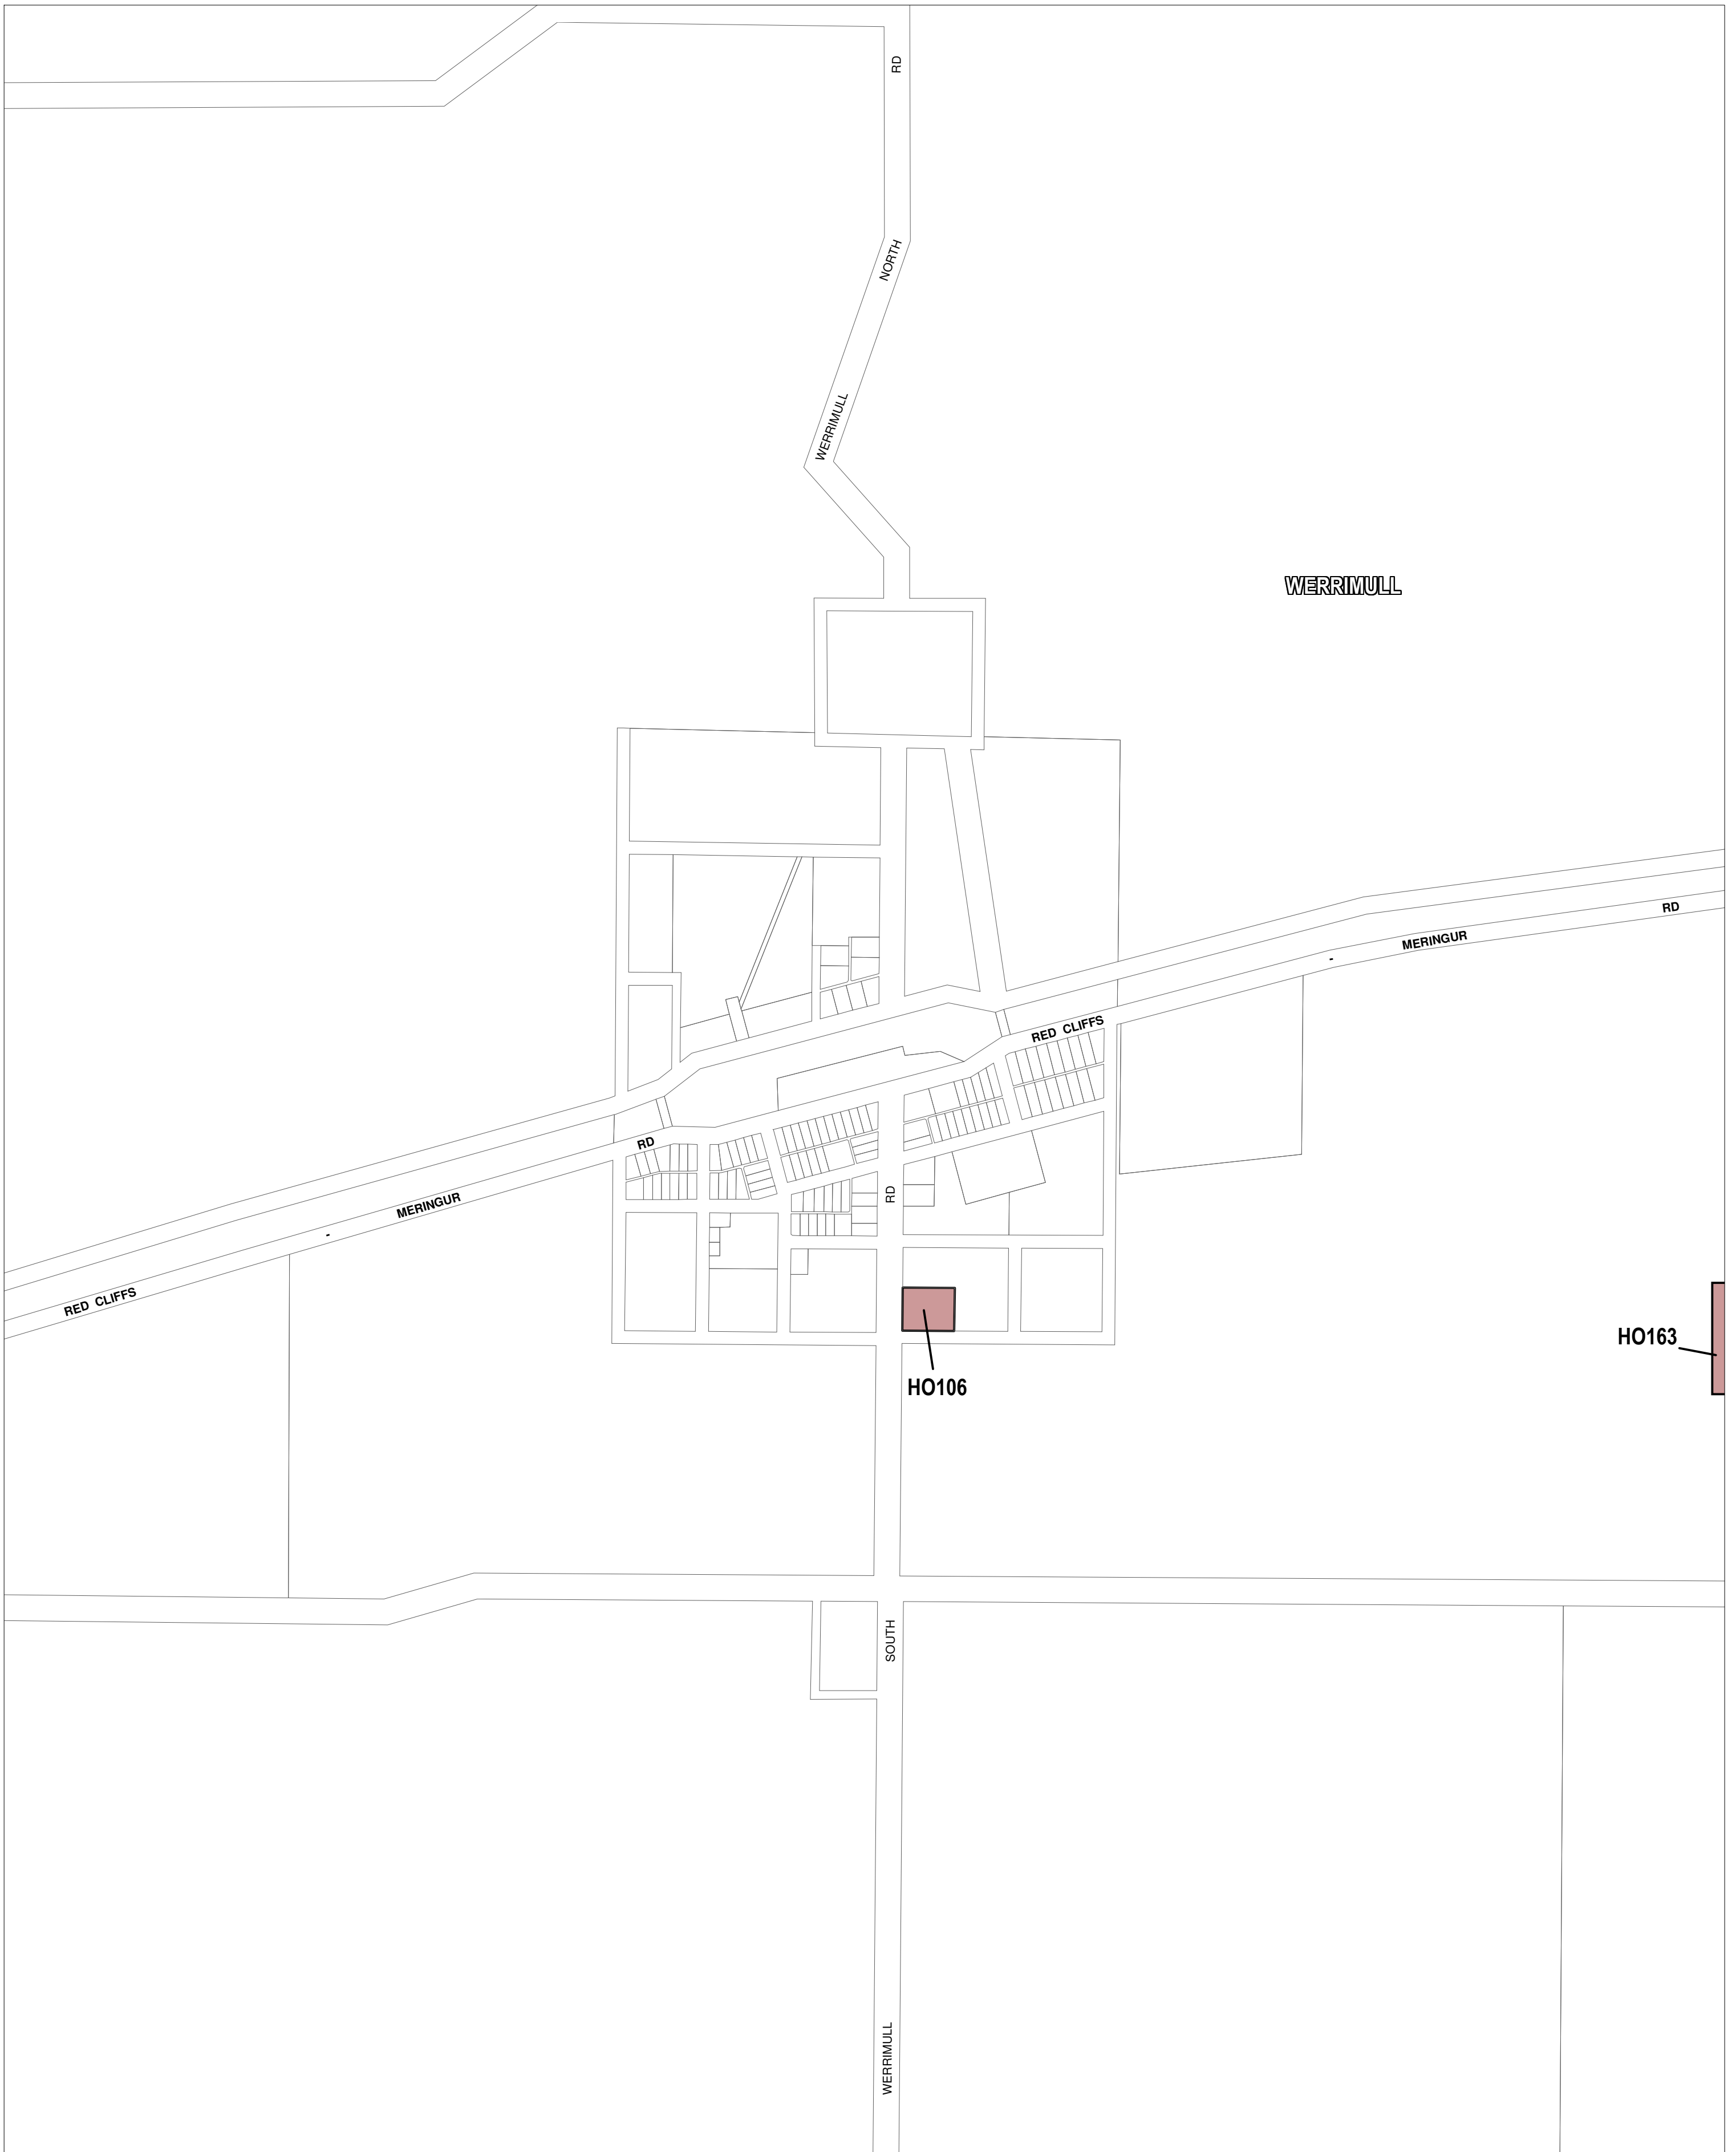 RD
NORTH
WERRIMULL
WERRIMULL
RD
MERINGUR
-
RED CLIFFS
RD
MERINGUR
-
RED CLIFFS
RD
HO163
HO106
SOUTH
WERRIMULL